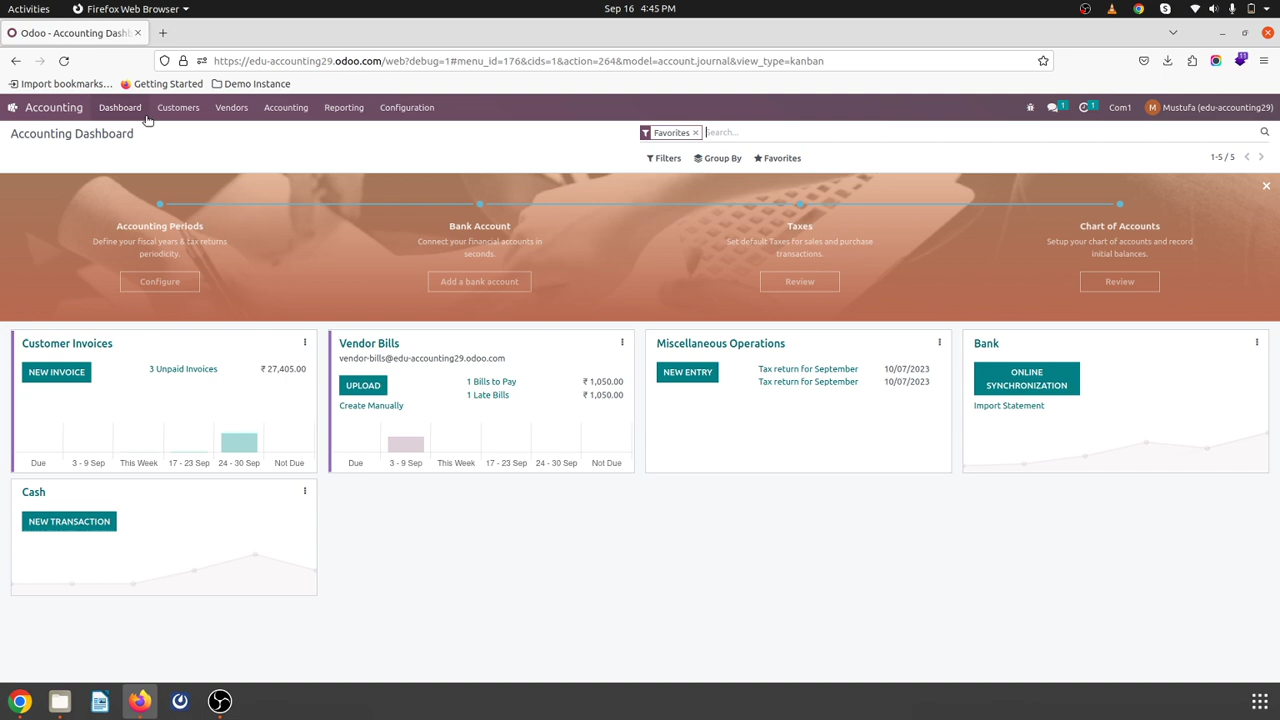 Activities Firefox Web Browser Sep 16 4:45 PM
Odoo - Accounting Dashb
https://edu-accounting29.odoo.com/web?debug=1#menu_id=176&cids=1&action=264&model=account.journal&view_type=kanban 11
Import bookmarks... Getting Started Demo Instance
Accounting Dashboard Customers Vendors Accounting Reporting Configuration 1 1 Com1 M Mustufa (edu-accounting29)
Accounting Dashboard Favorites × Search...
Filters Group By Favorites 1-5 / 5
Accounting Periods
Define your fiscal years & tax returns
periodicity.
Configure
Bank Account
Connect your financial accounts in
seconds.
Add a bank account
Taxes
Set default Taxes for sales and purchase
transactions.
Review
Chart of Accounts
Setup your chart of accounts and record
initial balances.
Review
Customer Invoices
NEW INVOICE 3 Unpaid Invoices ₹ 27,405.00
Due 3 - 9 Sep This Week 17 - 23 Sep 24 - 30 Sep Not Due
Vendor Bills
vendor-bills@edu-accounting29.odoo.com
UPLOAD 1 Bills to Pay ₹ 1,050.00
1 Late Bills ₹ 1,050.00
Create Manually
Due 3 - 9 Sep This Week 17 - 23 Sep 24 - 30 Sep Not Due
Miscellaneous Operations
NEW ENTRY Tax return for September 10/07/2023
Tax return for September 10/07/2023
Bank
ONLINE
SYNCHRONIZATION
Import Statement
Cash
NEW TRANSACTION